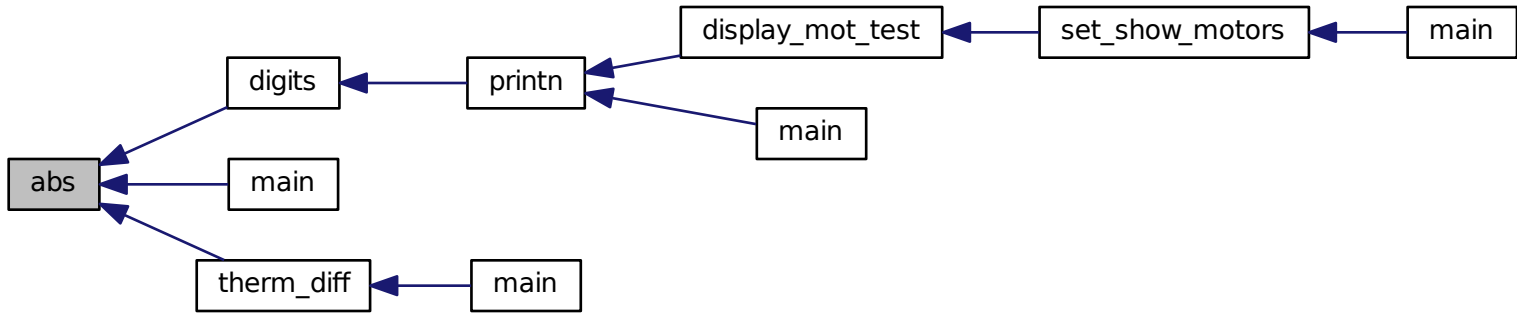 display_mot_test
set_show_motors
main
digits
printn
main
abs
main
therm_diff
main